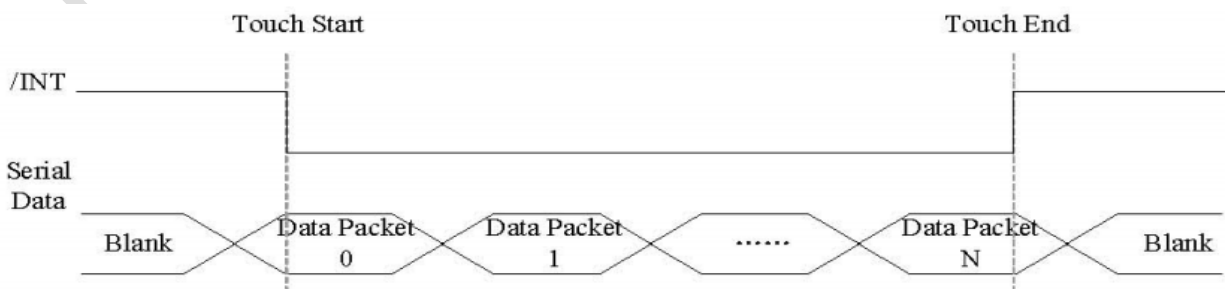 Touch Start
Touch End
/INT
Serial
Data
Blank
Data Packet
0
Data Packet
1
......
Data Packet
N
Blank